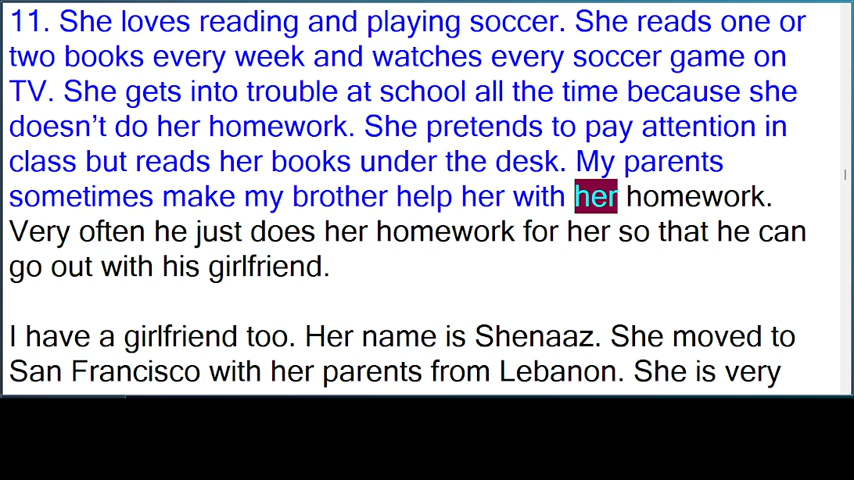 11. She loves reading and playing soccer. She reads one or
two books every week and watches every soccer game on
TV. She gets into trouble at school all the time because she
doesn’t do her homework. She pretends to pay attention in
class but reads her books under the desk. My parents
sometimes make my brother help her with her homework.
Very often he just does her homework for her so that he can
go out with his girlfriend.
I have a girlfriend too. Her name is Shenaaz. She moved to
San Francisco with her parents from Lebanon. She is very